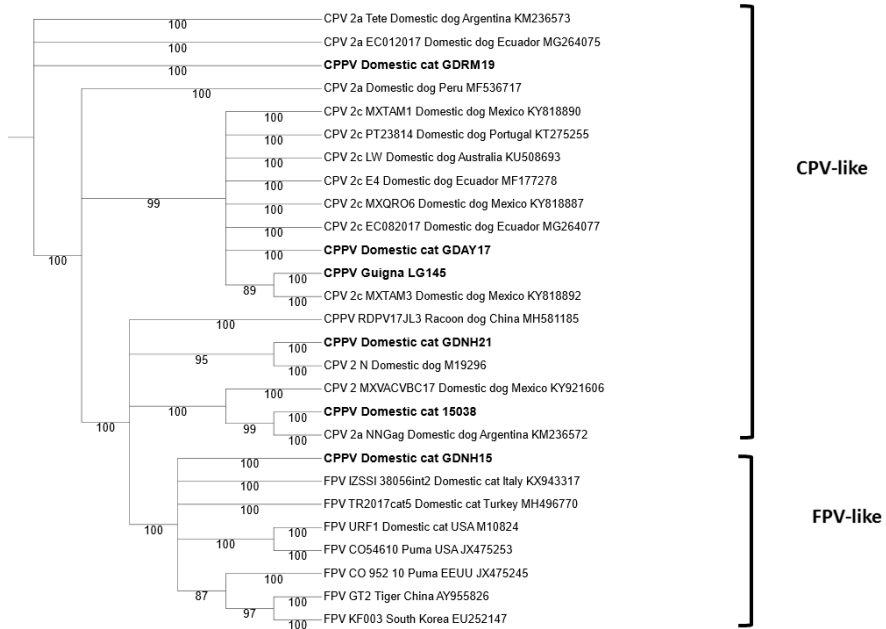 CPV 2a Tete Domestic dog Argentina KM236573
100
CPV 2a EC012017 Domestic dog Ecuador MG264075
100
CPPV Domestic cat GDRM19
100
CPV 2a Domestic dog Peru MF536717
100
CPV 2c MXTAM1 Domestic dog Mexico KY818890
100
CPV 2c PT23814 Domestic dog Portugal KT275255
100
CPV 2c LW Domestic dog Australia KU508693
100
CPV-like
CPV 2c E4 Domestic dog Ecuador MF177278
100
99
CPV 2c MXQRO6 Domestic dog Mexico KY818887
100
CPV 2c EC082017 Domestic dog Ecuador MG264077
100
CPPV Domestic cat GDAY17
100
100
CPPV Guigna LG145
100
89
CPV 2c MXTAM3 Domestic dog Mexico KY818892
100
CPPV RDPV17JL3 Racoon dog China MH581185
100
CPPV Domestic cat GDNH21
100
95
CPV 2 N Domestic dog M19296
100
CPV 2 MXVACVBC17 Domestic dog Mexico KY921606
100
100
CPPV Domestic cat 15038
100
100
99
CPV 2a NNGag Domestic dog Argentina KM236572
100
CPPV Domestic cat GDNH15
100
FPV IZSSI 38056int2 Domestic cat Italy KX943317
100
FPV TR2017cat5 Domestic cat Turkey MH496770
100
FPV-like
FPV URF1 Domestic cat USA M10824
100
100
100
FPV CO54610 Puma USA JX475253
100
FPV CO 952 10 Puma EEUU JX475245
100
87
FPV GT2 Tiger China AY955826
100
97
FPV KF003 South Korea EU252147
100